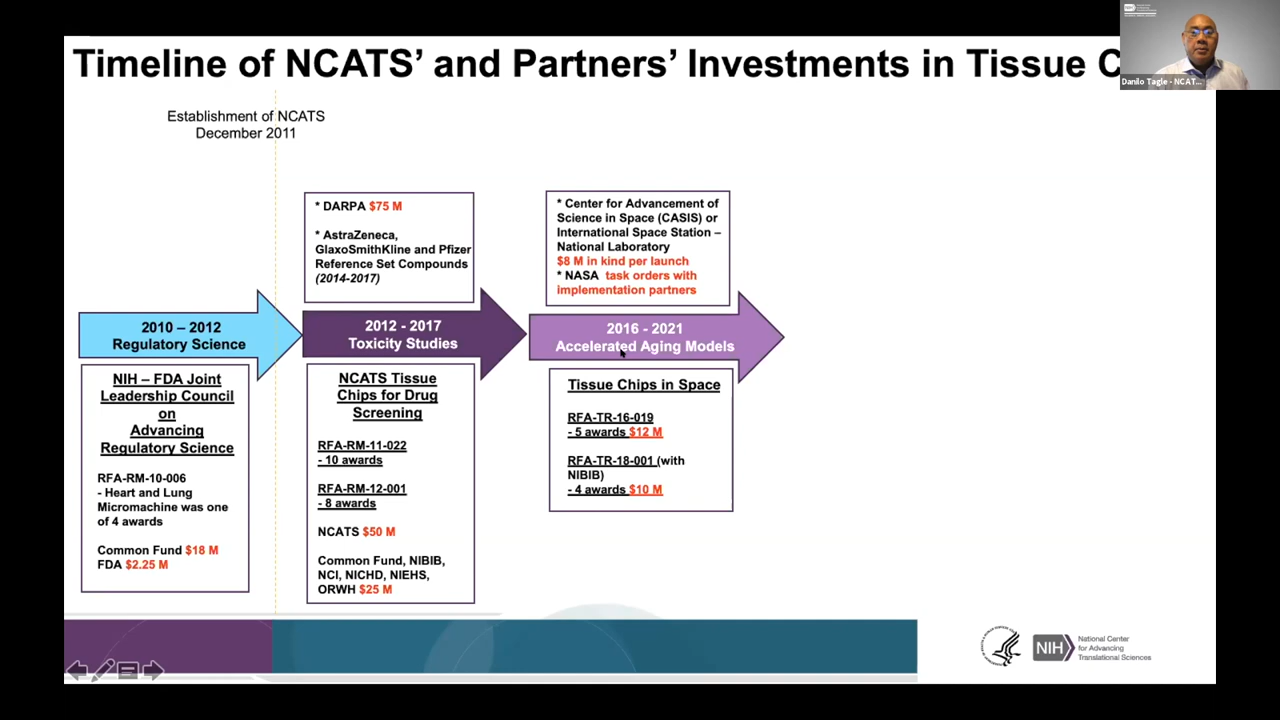 Timeline of NCATS’ and Partners’ Investments in Tissue C
Danilo Tagle - NCAT...
Establishment of NCATS
December 2011
* DARPA $75 M
* AstraZeneca,
GlaxoSmithKline and Pfizer
Reference Set Compounds
(2014-2017)
* Center for Advancement of
Science in Space (CASIS) or
International Space Station –
National Laboratory
$8 M in kind per launch
* NASA task orders with
implementation partners
2010 – 2012
Regulatory Science
2012 - 2017
Toxicity Studies
2016 - 2021
Accelerated Aging Models
NIH – FDA Joint
Leadership Council
on
Advancing
Regulatory Science
RFA-RM-10-006
- Heart and Lung
Micromachine was one
of 4 awards
Common Fund $18 M
FDA $2.25 M
NCATS Tissue
Chips for Drug
Screening
RFA-RM-11-022
- 10 awards
RFA-RM-12-001
- 8 awards
NCATS $50 M
Common Fund, NIBIB,
NCI, NICHD, NIEHS,
ORWH $25 M
Tissue Chips in Space
RFA-TR-16-019
- 5 awards $12 M
RFA-TR-18-001 (with
NIBIB)
- 4 awards $10 M
NIH
National Center
for Advancing
Translational Sciences